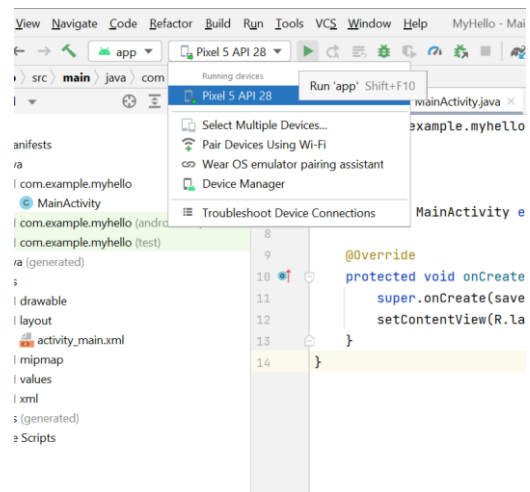 View Navigate Code Refactor Build Run Tools VCS Window Help MyHello - Mai
app Pixel 5 API 28
src main java com
Running devices
Pixel 5 API 28
Run 'app' Shift+F10
MainActivity.java
Select Multiple Devices...
example.myhello
Pair Devices Using Wi-Fi
anifests
va
Wear OS emulator pairing assistant
com.example.myhello
Device Manager
C MainActivity
Troubleshoot Device Connections
MainActivity e
com.example.myhello (andro
8
com.example.myhello (test)
9 @Override
va (generated)
10 protected void onCreate
s
11 super.onCreate(save
drawable
12 setContentView(R.la
layout
13 }
activity_main.xml
14 }
mipmap
values
xml
s (generated)
e Scripts